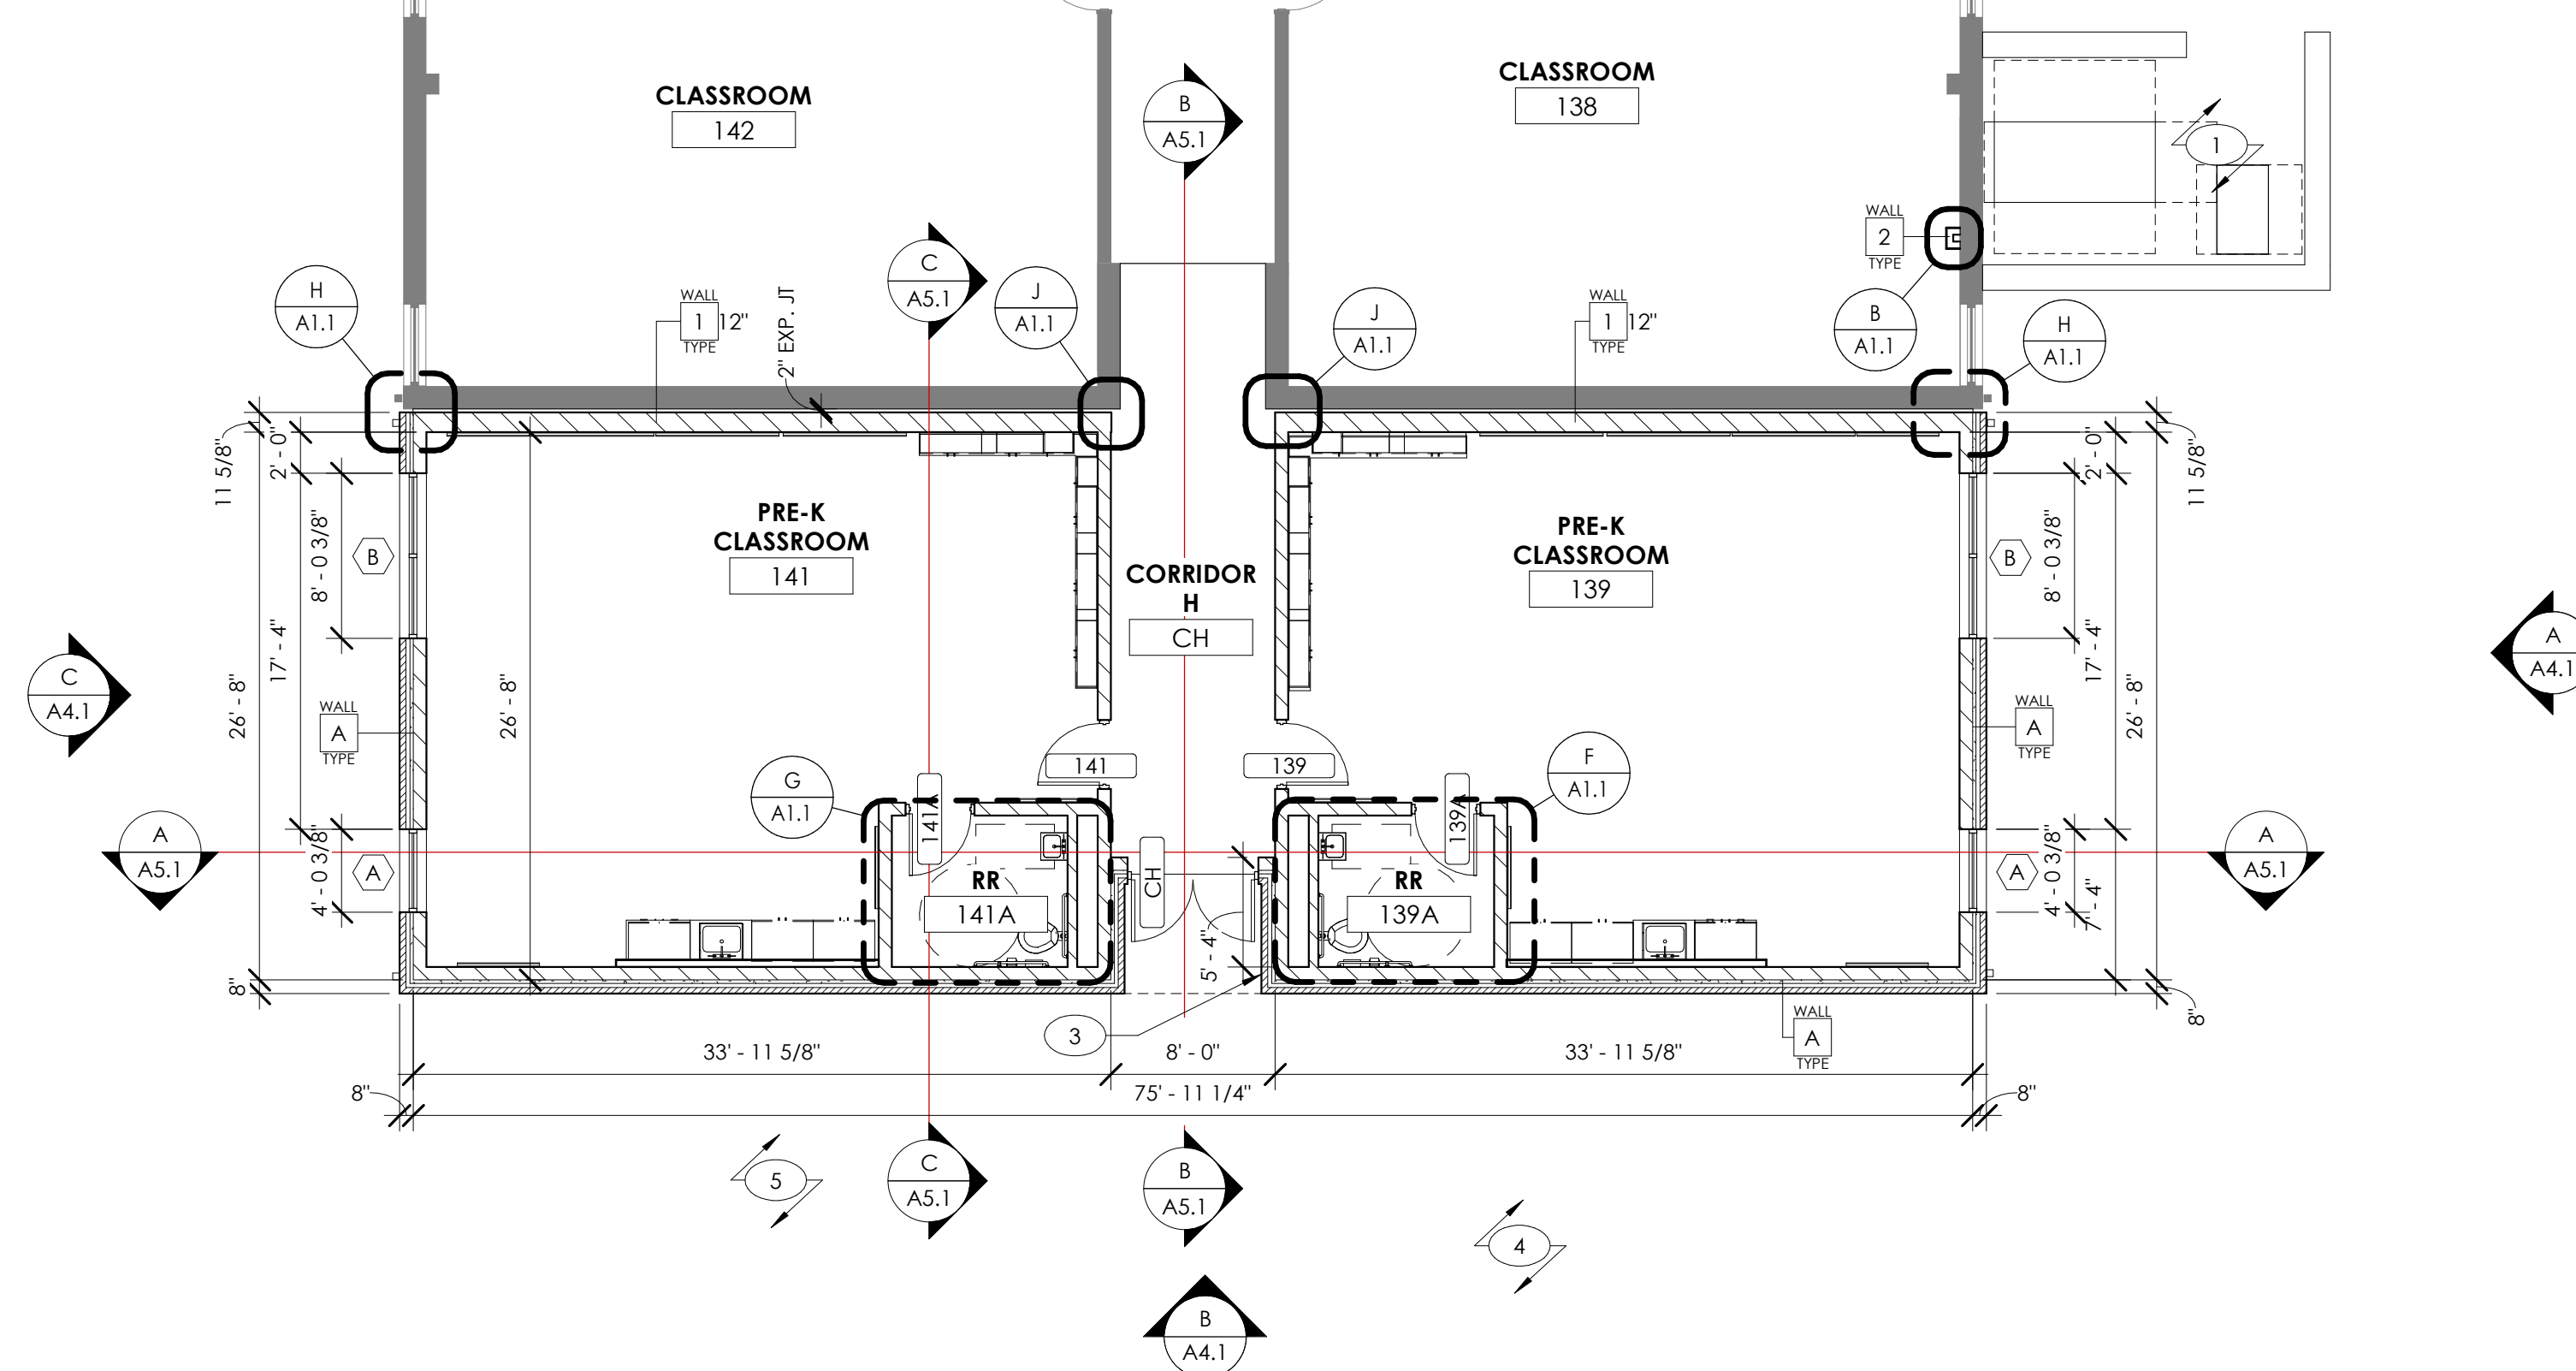 CLASSROOM
142
CLASSROOM
138
B
A5.1
1
WALL
2
TYPE
C
A5.1
H
A1.1
WALL
1 12"
TYPE
2" EXP. JT
J
A1.1
J
A1.1
WALL
1 12"
TYPE
B
A1.1
H
A1.1
11 5/8"
2' - 0"
2' - 0"
11 5/8"
8' - 0 3/8"
B
PRE-K
CLASSROOM
141
CORRIDOR
H
CH
PRE-K
CLASSROOM
139
B
8' - 0 3/8"
C
A4.1
26' - 8"
17' - 4"
26' - 8"
17' - 4"
26' - 8"
A
A4.1
WALL
A
TYPE
WALL
A
TYPE
141
139
G
A1.1
141A
139A
F
A1.1
A
A5.1
4' - 0 3/8"
A
RR
141A
CH
RR
139A
A
4' - 0 3/8"
7' - 4"
A
A5.1
5' - 4"
8"
8"
3
WALL
A
TYPE
33' - 11 5/8"
8' - 0"
33' - 11 5/8"
8"
75' - 11 1/4"
8"
5
C
A5.1
B
A5.1
4
B
A4.1